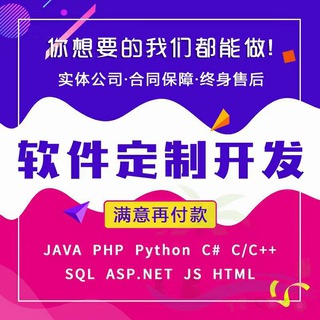 你想要的我们都能做!
实体公司·合同保障·终身售后
软件定制开发
满意再付款
JAVA PHP Python C# C/C++
SQL ASP.NET JS HTML